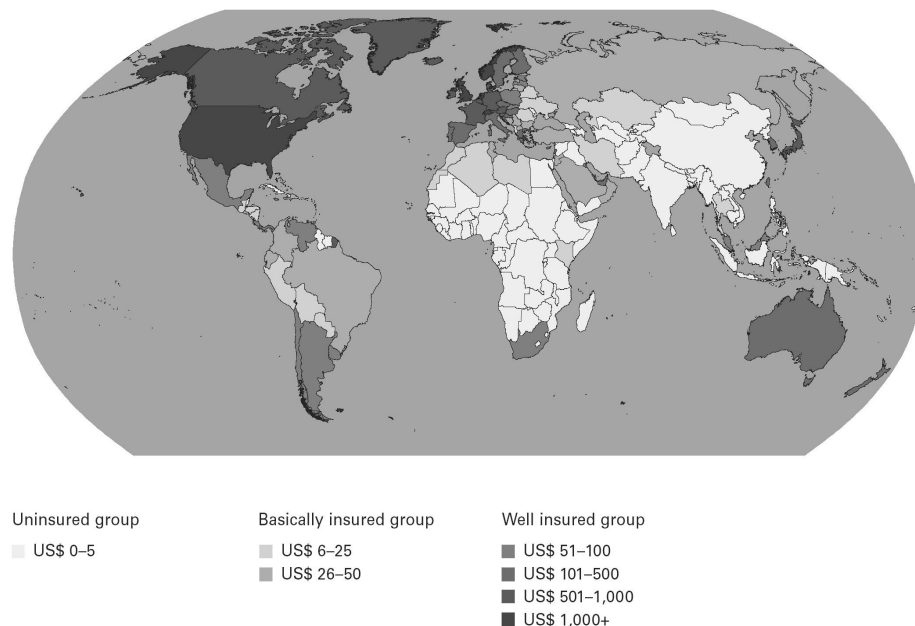 Uninsured group
US$ 0–5
Basically insured group
US$ 6–25
US$ 26–50
Well insured group
US$ 51–100
US$ 101–500
US$ 501–1,000
US$ 1,000+